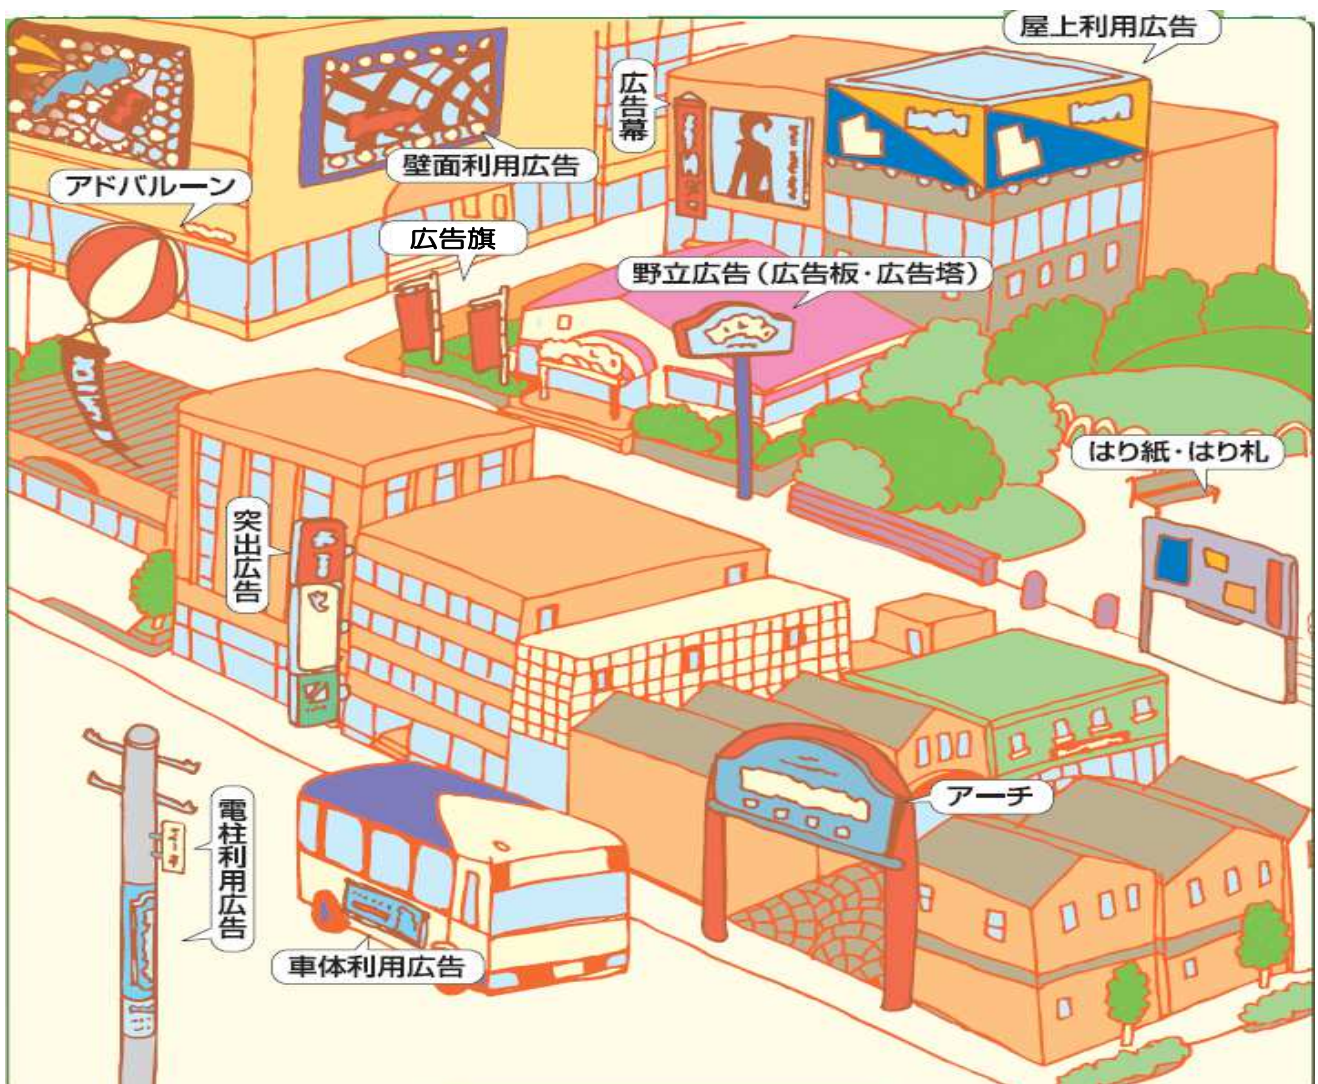 屋上利用広告
広告幕
壁面利用広告
アドバルーン
広告旗
野立広告（広告板・広告塔）
はり紙・はり札
突出広告
アーチ
電柱利用広告
車体利用広告